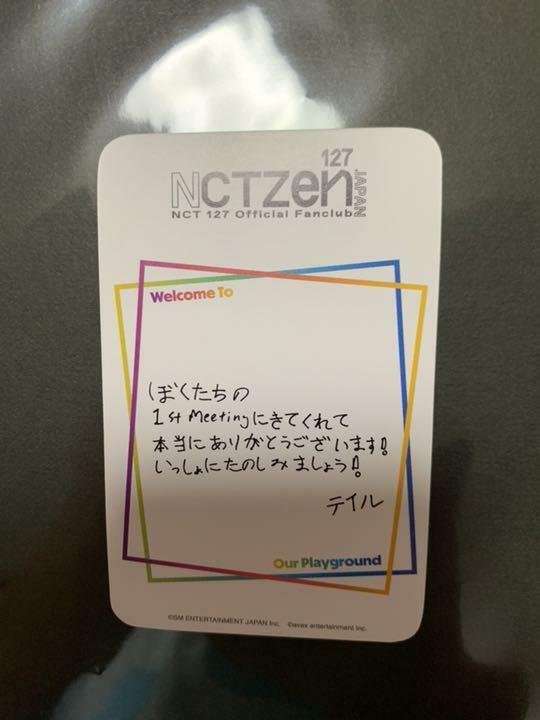 127
NCTzen
JAPAN
NCT 127 Official Fanclub
Welcome To
ぼくたちの
1st Meetingにきてくれて
本当にありがとうございます!
いっしょにたのしみましょう!
テイル
Our Playground
©SM ENTERTAINMENT JAPAN Inc. ©avex entertainment Inc.